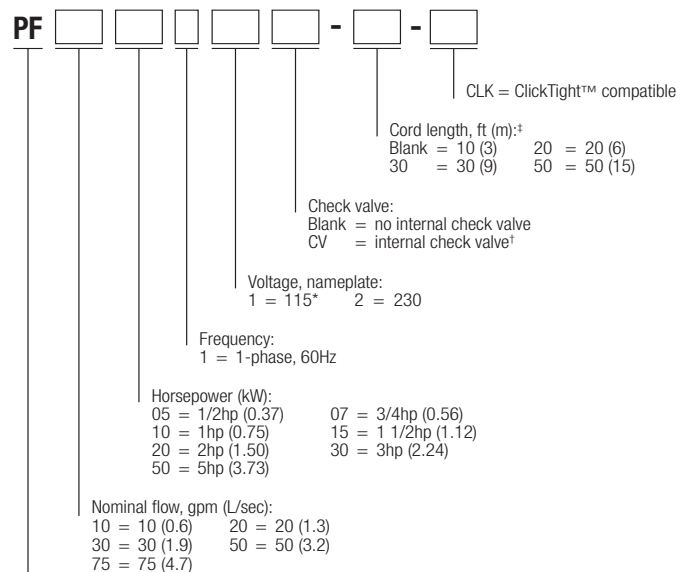 PF - -
CLK = ClickTight™ compatible
Cord length, ft (m):‡
Blank = 10 (3) 20 = 20 (6)
30 = 30 (9) 50 = 50 (15)
Check valve:
Blank = no internal check valve
CV = internal check valve†
Voltage, nameplate:
1 = 115* 2 = 230
Frequency:
1 = 1-phase, 60Hz
Horsepower (kW):
05 = 1/2hp (0.37) 07 = 3/4hp (0.56)
10 = 1hp (0.75) 15 = 1 1/2hp (1.12)
20 = 2hp (1.50) 30 = 3hp (2.24)
50 = 5hp (3.73)
Nominal flow, gpm (L/sec):
10 = 10 (0.6) 20 = 20 (1.3)
30 = 30 (1.9) 50 = 50 (3.2)
75 = 75 (4.7)